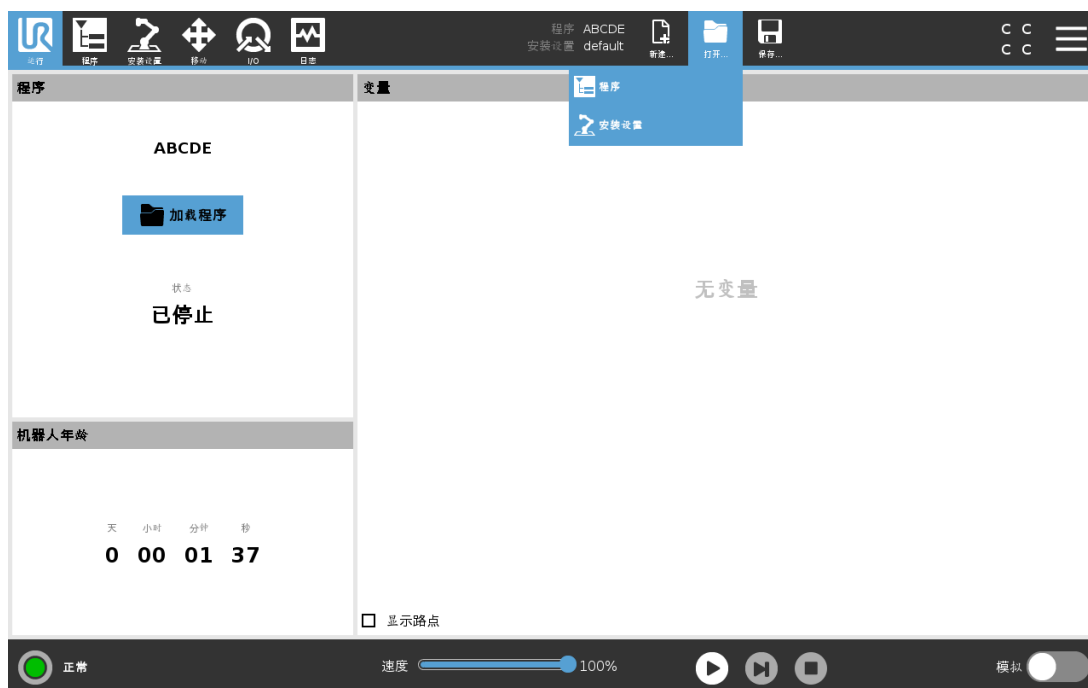 UR
运行 程序 安装设置 移动 I/O 日志
程序 ABCDE
安装设置 default
新建... 打开... 保存...
C C
C C
程序
安装设置
程序
变量
ABCDE
加载程序
状态
已停止
无变量
机器人年龄
天 小时 分钟 秒
0 00 01 37
显示路点
正常
速度 100%
模拟